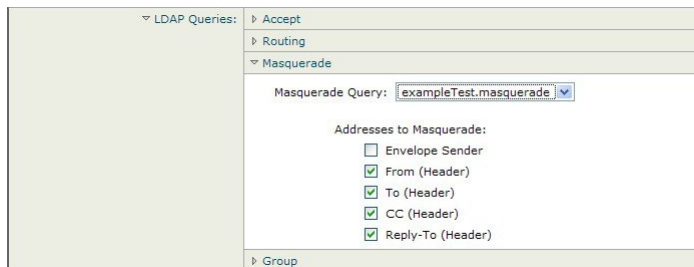 LDAP Queries:
Accept
Routing
Masquerade
Masquerade Query: exampleTest.masquerade
Addresses to Masquerade:
Envelope Sender
From (Header)
To (Header)
CC (Header)
Reply-To (Header)
Group